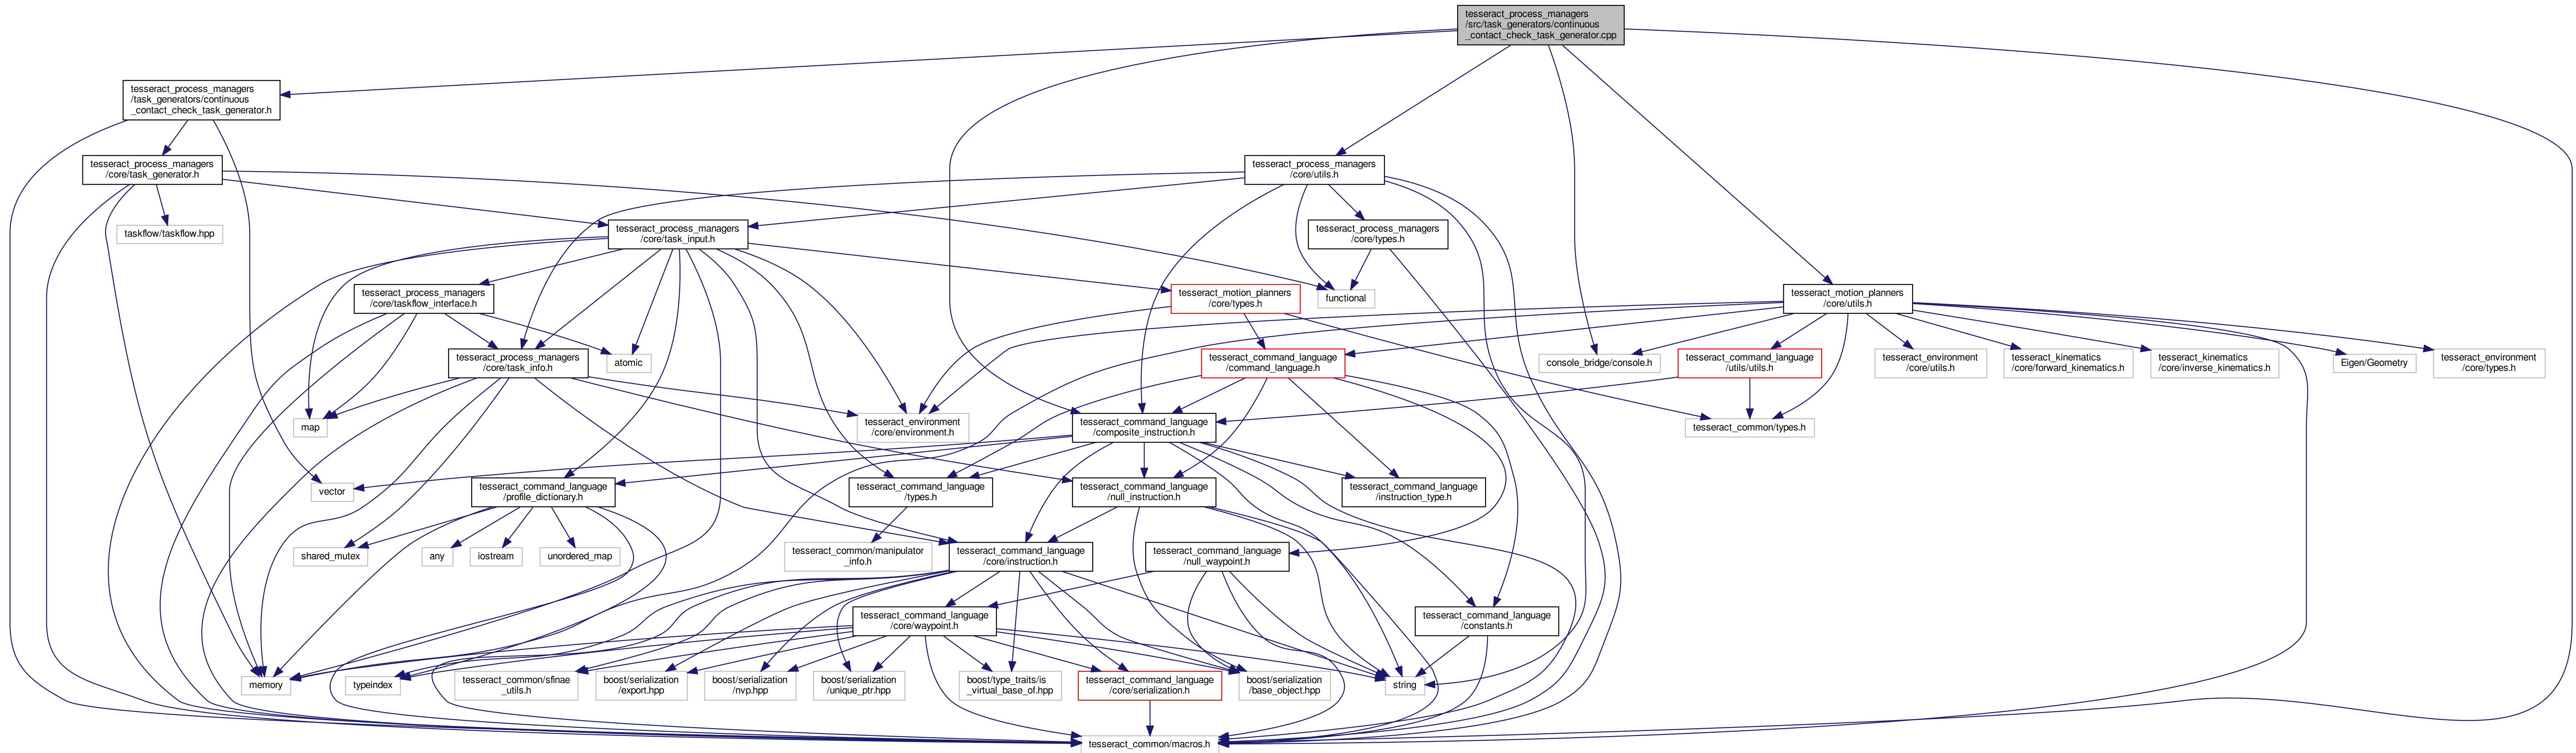 tesseract_process_managers
/src/task_generators/continuous
_contact_check_task_generator.cpp
tesseract_process_managers
/task_generators/continuous
_contact_check_task_generator.h
tesseract_process_managers
/core/task_generator.h
tesseract_process_managers
/core/utils.h
taskflow/taskflow.hpp
tesseract_process_managers
/core/task_input.h
tesseract_process_managers
/core/types.h
tesseract_process_managers
/core/taskflow_interface.h
tesseract_motion_planners
/core/types.h
functional
tesseract_motion_planners
/core/utils.h
tesseract_process_managers
/core/task_info.h
atomic
tesseract_command_language
/command_language.h
console_bridge/console.h
tesseract_command_language
/utils/utils.h
tesseract_environment
/core/utils.h
tesseract_kinematics
/core/forward_kinematics.h
tesseract_kinematics
/core/inverse_kinematics.h
Eigen/Geometry
tesseract_environment
/core/types.h
map
tesseract_environment
/core/environment.h
tesseract_command_language
/composite_instruction.h
tesseract_common/types.h
vector
tesseract_command_language
/profile_dictionary.h
tesseract_command_language
/types.h
tesseract_command_language
/null_instruction.h
tesseract_command_language
/instruction_type.h
shared_mutex
any
iostream
unordered_map
tesseract_common/manipulator
_info.h
tesseract_command_language
/core/instruction.h
tesseract_command_language
/null_waypoint.h
tesseract_command_language
/core/waypoint.h
tesseract_command_language
/constants.h
memory
typeindex
tesseract_common/sfinae
_utils.h
boost/serialization
/export.hpp
boost/serialization
/nvp.hpp
boost/serialization
/unique_ptr.hpp
boost/type_traits/is
_virtual_base_of.hpp
tesseract_command_language
/core/serialization.h
boost/serialization
/base_object.hpp
string
tesseract_common/macros.h